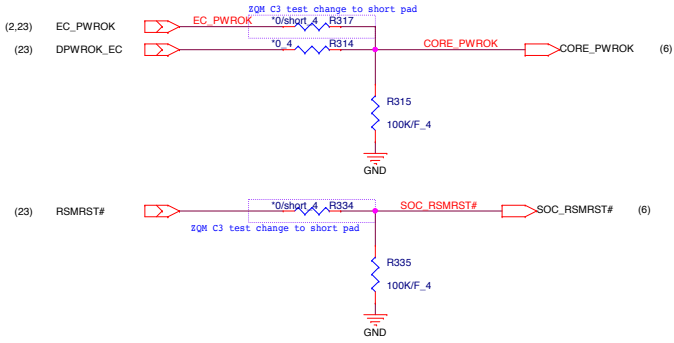 ZQM C3 test change to short pad
(2,23) EC_PWROK EC_PWROK *0/short_4 R317
(23) DPWROK_EC *0_4 R314 CORE_PWROK CORE_PWROK (6)
R315
100K/F_4
GND
(23) RSMRST# *0/short_4 R334 SOC_RSMRST# SOC_RSMRST# (6)
ZQM C3 test change to short pad
R335
100K/F_4
GND